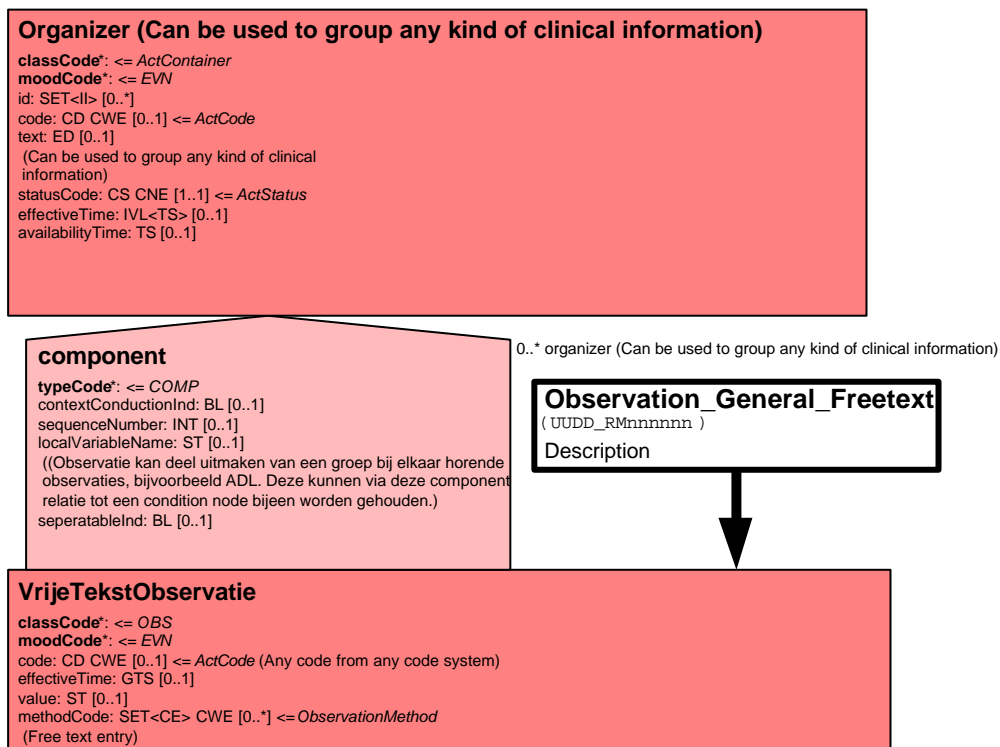 Organizer (Can be used to group any kind of clinical information)
classCode*: <= ActContainer
moodCode*: <= EVN
id: SET<II> [0..*]
code: CD CWE [0..1] <= ActCode
text: ED [0..1]
(Can be used to group any kind of clinical
information)
statusCode: CS CNE [1..1] <= ActStatus
effectiveTime: IVL<TS> [0..1]
availabilityTime: TS [0..1]
component
typeCode*: <= COMP
contextConductionInd: BL [0..1]
sequenceNumber: INT [0..1]
localVariableName: ST [0..1]
((Observatie kan deel uitmaken van een groep bij elkaar horende
observaties, bijvoorbeeld ADL. Deze kunnen via deze component
relatie tot een condition node bijeen worden gehouden.)
seperatableInd: BL [0..1]
0..* organizer (Can be used to group any kind of clinical information)
Observation_General_Freetext
(UUDD_RMnnnnnn )
Description
VrijeTekstObservatie
classCode*: <= OBS
moodCode*: <= EVN
code: CD CWE [0..1] <= ActCode (Any code from any code system)
effectiveTime: GTS [0..1]
value: ST [0..1]
methodCode: SET<CE> CWE [0..*] <= ObservationMethod
(Free text entry)